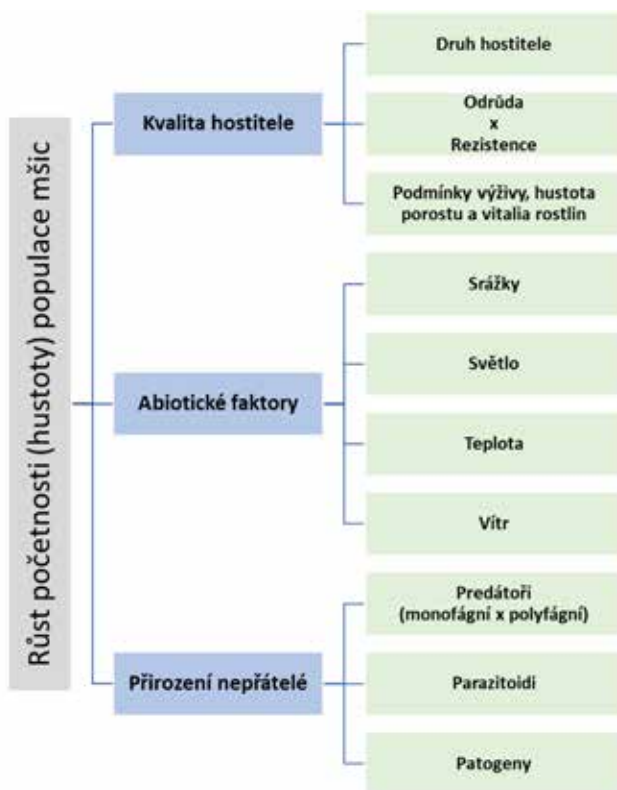 Růst početnosti (hustoty) populace mšic
Kvalita hostitele
Druh hostitele
Odrůda
x
Rezistence
Podmínky výživy, hustota
porostu a vitalia rostlin
Abiotické faktory
Srážky
Světlo
Teplota
Vítr
Přirození nepřátelé
Predátoři
(monofágní x polyfágní)
Parazitoidi
Patogeny